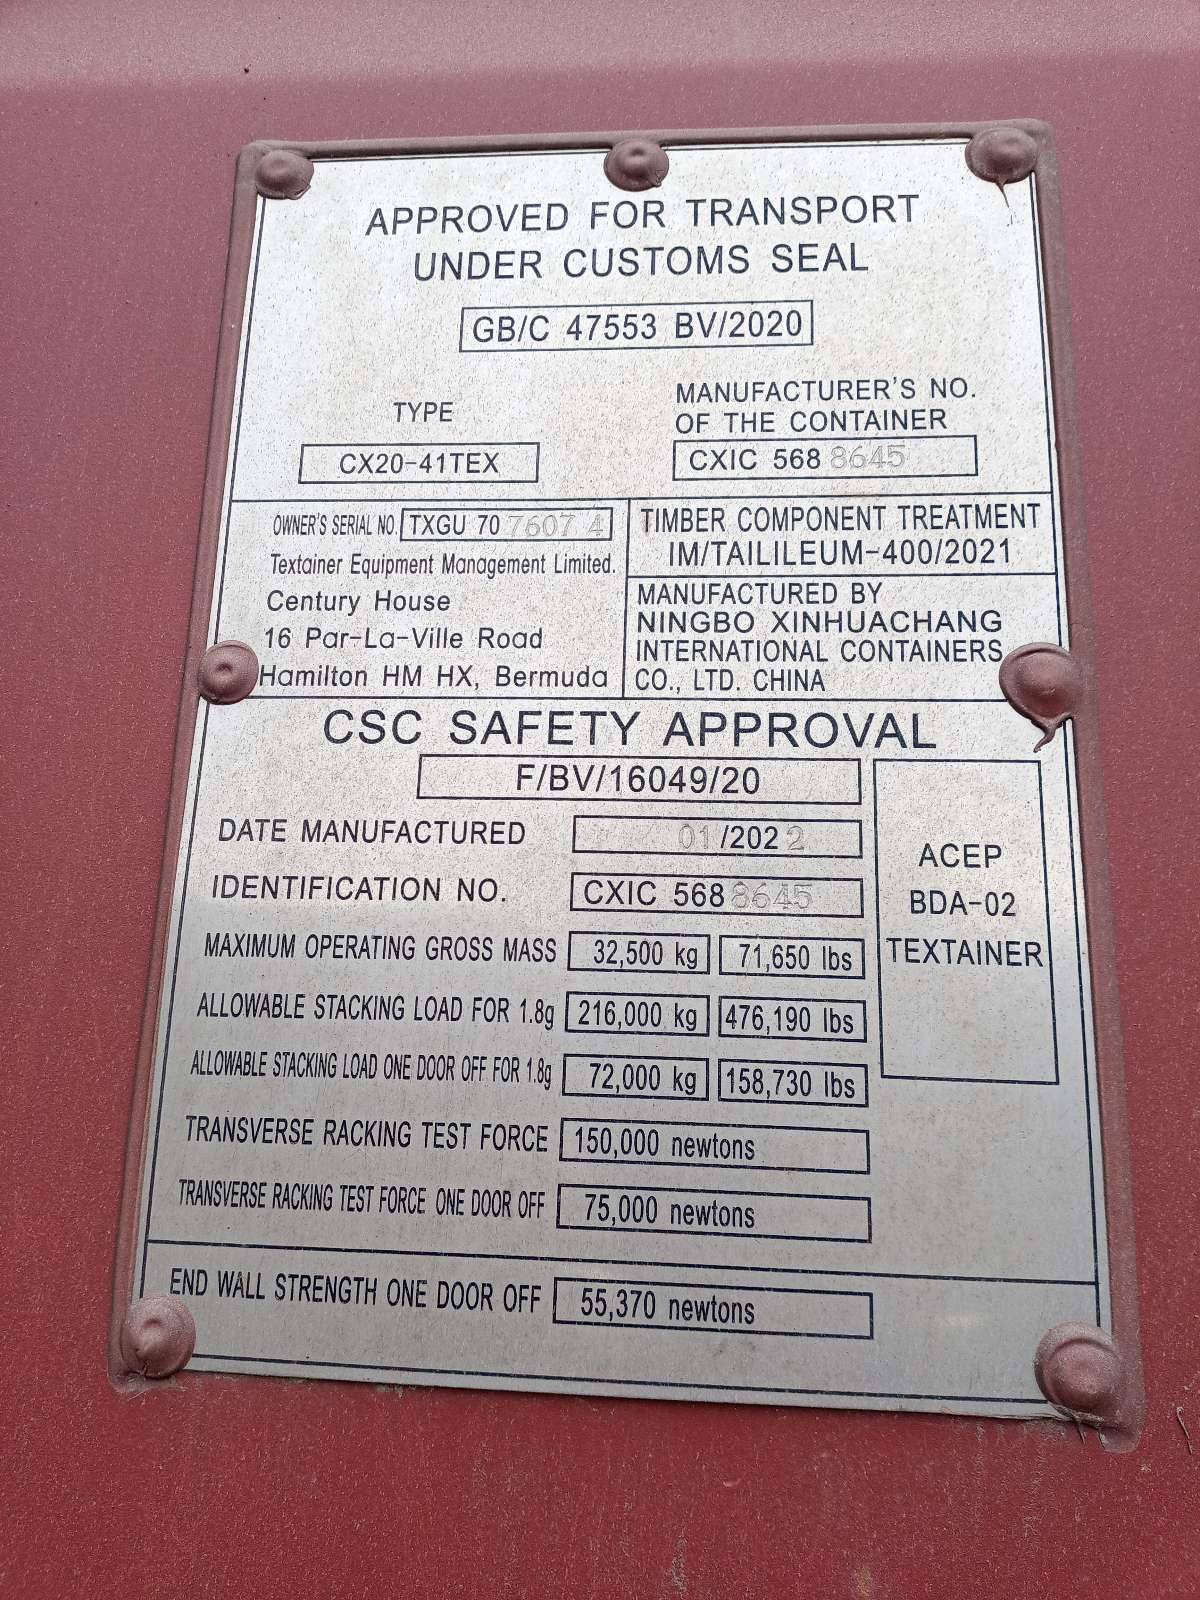 APPROVED FOR TRANSPORT
UNDER CUSTOMS SEAL
GB/C 47553 BV/2020
TYPE
CX20-41TEX
MANUFACTURER'S NO.
OF THE CONTAINER
CXIC 568 8645
OWNER'S SERIAL NO. TXGU 70 7607 4
Textainer Equipment Management Limited.
Century House
16 Par-La-Ville Road
Hamilton HM HX, Bermuda
TIMBER COMPONENT TREATMENT
IM/TAILILEUM-400/2021
MANUFACTURED BY
NINGBO XINHUACHANG
INTERNATIONAL CONTAINERS
CO., LTD. CHINA
CSC SAFETY APPROVAL
F/BV/16049/20
DATE MANUFACTURED 01/2022
IDENTIFICATION NO. CXIC 568 8645
MAXIMUM OPERATING GROSS MASS 32,500 kg 71,650 lbs
ALLOWABLE STACKING LOAD FOR 1.8g 216,000 kg 476,190 lbs
ALLOWABLE STACKING LOAD ONE DOOR OFF FOR 1.8g 72,000 kg 158,730 lbs
TRANSVERSE RACKING TEST FORCE 150,000 newtons
TRANSVERSE RACKING TEST FORCE ONE DOOR OFF 75,000 newtons
END WALL STRENGTH ONE DOOR OFF 55,370 newtons
ACEP
BDA-02
TEXTAINER